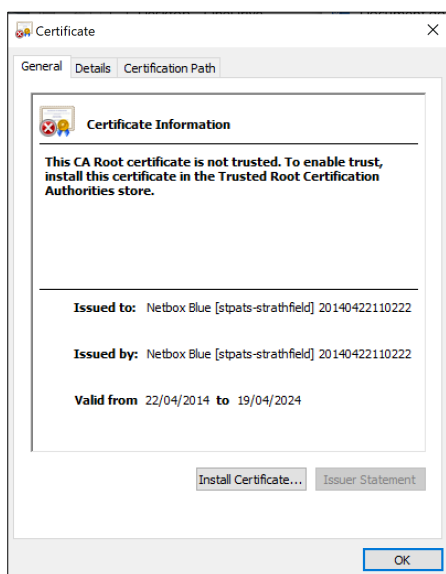 Certificate
General Details Certification Path
Certificate Information
This CA Root certificate is not trusted. To enable trust,
install this certificate in the Trusted Root Certification
Authorities store.
Issued to: Netbox Blue [stpats-strathfield] 20140422110222
Issued by: Netbox Blue [stpats-strathfield] 20140422110222
Valid from 22/04/2014 to 19/04/2024
Install Certificate... Issuer Statement
OK